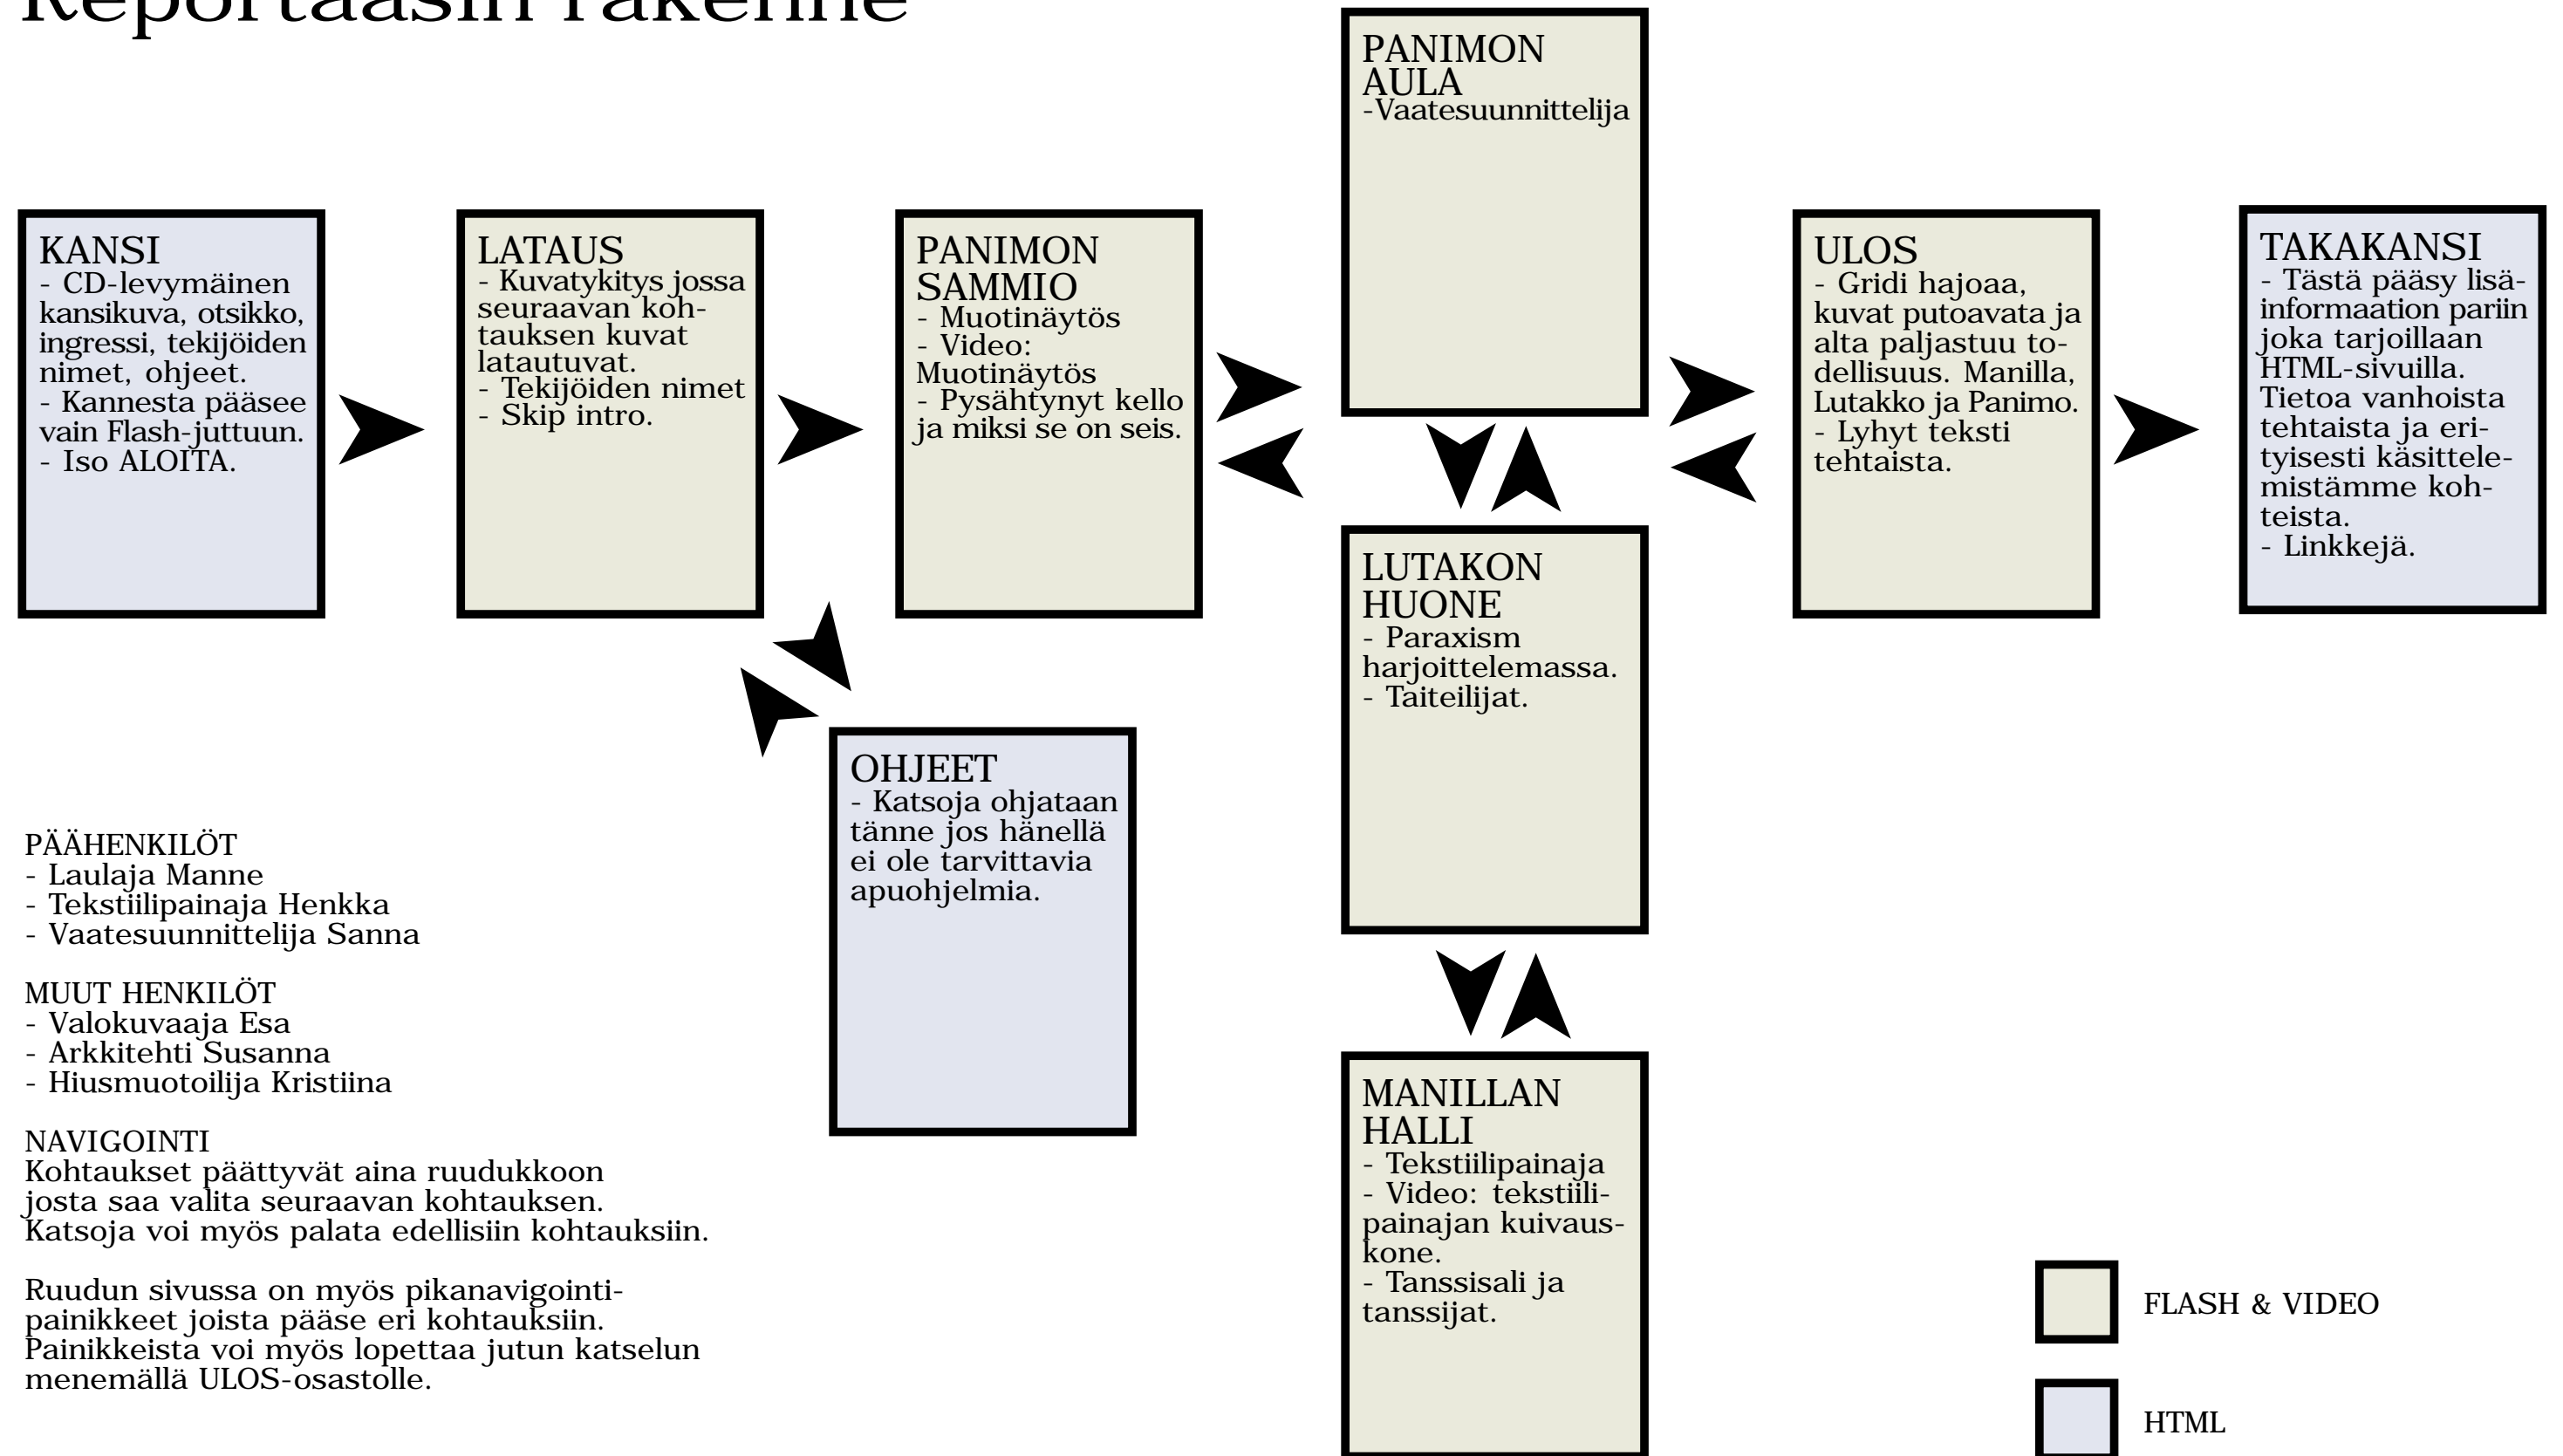 Reportaasin rakenne
KANSI
- CD-levymäinen
kansikuva, otsikko,
ingressi, tekijöiden
nimet, ohjeet.
- Kannesta pääsee
vain Flash-juttuun.
- Iso ALOITA.
LATAUS
- Kuvatykitys jossa
seuraavan koh-
tauksen kuvat
latautuvat.
- Tekijöiden nimet
- Skip intro.
PANIMON
SAMMIO
- Muotinäytös
- Video:
Muotinäytös
- Pysähtynyt kello
ja miksi se on seis.
PANIMON
AULA
-Vaatesuunnittelija
LUTAKON
HUONE
- Paraxism
harjoittelemassa.
- Taiteilijat.
MANILLAN
HALLI
- Tekstiilipainaja
- Video: tekstiili-
painajan kuivaus-
kone.
- Tanssisali ja
tanssijat.
ULOS
- Gridi hajoaa,
kuvat putoavata ja
alta paljastuu to-
dellisuus. Manilla,
Lutakko ja Panimo.
- Lyhyt teksti
tehtaista.
TAKAKANSI
- Tästä pääsy lisä-
informaation pariin
joka tarjoillaan
HTML-sivuilla.
Tietoa vanhoista
tehtaista ja eri-
tyisesti käsittele-
mistämme koh-
teista.
- Linkkejä.
OHJEET
- Katsoja ohjataan
tänne jos hänellä
ei ole tarvittavia
apuohjelmia.
PÄÄHENKILÖT
- Laulaja Manne
- Tekstiilipainaja Henkka
- Vaatesuunnittelija Sanna
MUUT HENKILÖT
- Valokuvaaja Esa
- Arkkitehti Susanna
- Hiusmuotoilija Kristiina
NAVIGOINTI
Kohtaukset päättyvät aina ruudukkoon
josta saa valita seuraavan kohtauksen.
Katsoja voi myös palata edellisiin kohtauksiin.
Ruudun sivussa on myös pikanavigointi-
painikkeet joista pääse eri kohtauksiin.
Painikkeista voi myös lopettaa jutun katselun
menemällä ULOS-osastolle.
FLASH & VIDEO
HTML